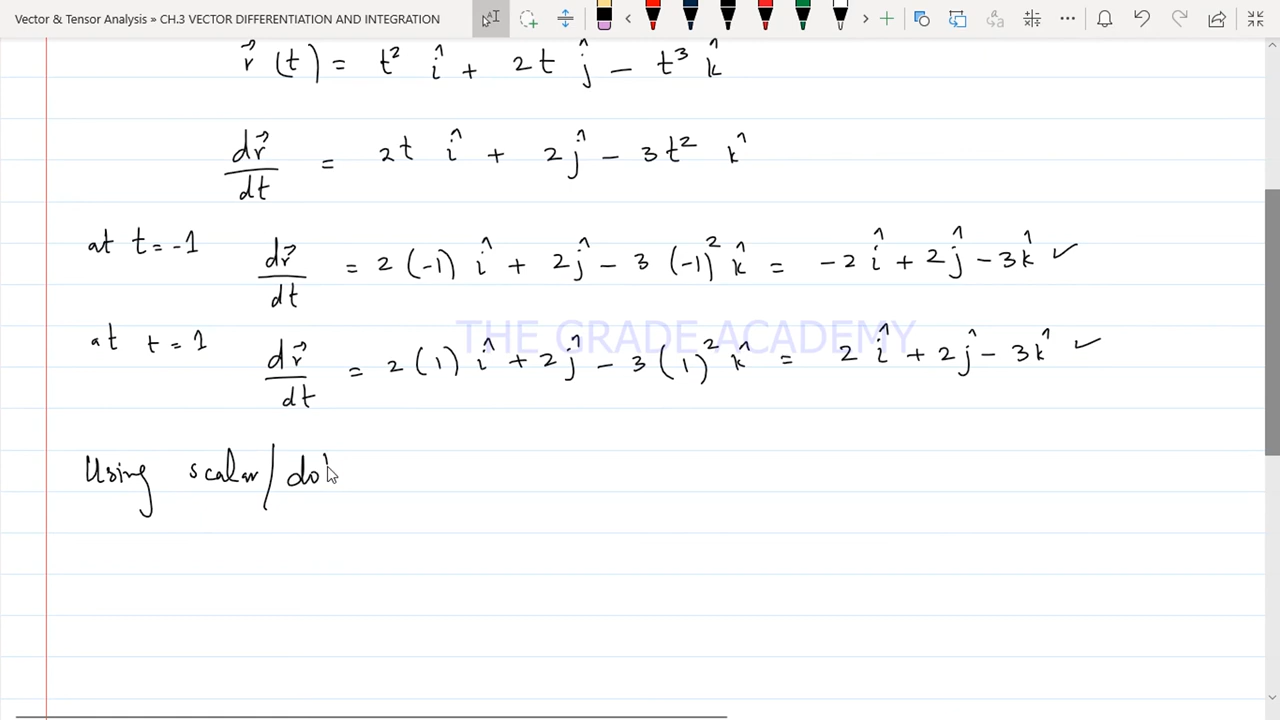 Vector & Tensor Analysis » CH.3 VECTOR DIFFERENTIATION AND INTEGRATION
r⃗ (t) = t² î + 2t ĵ − t³ k̂
dr⃗/dt = 2t î + 2ĵ − 3t² k̂
at t = -1 dr⃗/dt = 2 (-1) î + 2ĵ − 3 (-1)² k̂ = −2 î + 2ĵ − 3k̂ ✓
THE GRADE ACADEMY
at t = 1 dr⃗/dt = 2 (1) î + 2ĵ − 3 (1)² k̂ = 2 î + 2ĵ − 3k̂ ✓
Using scalar/do